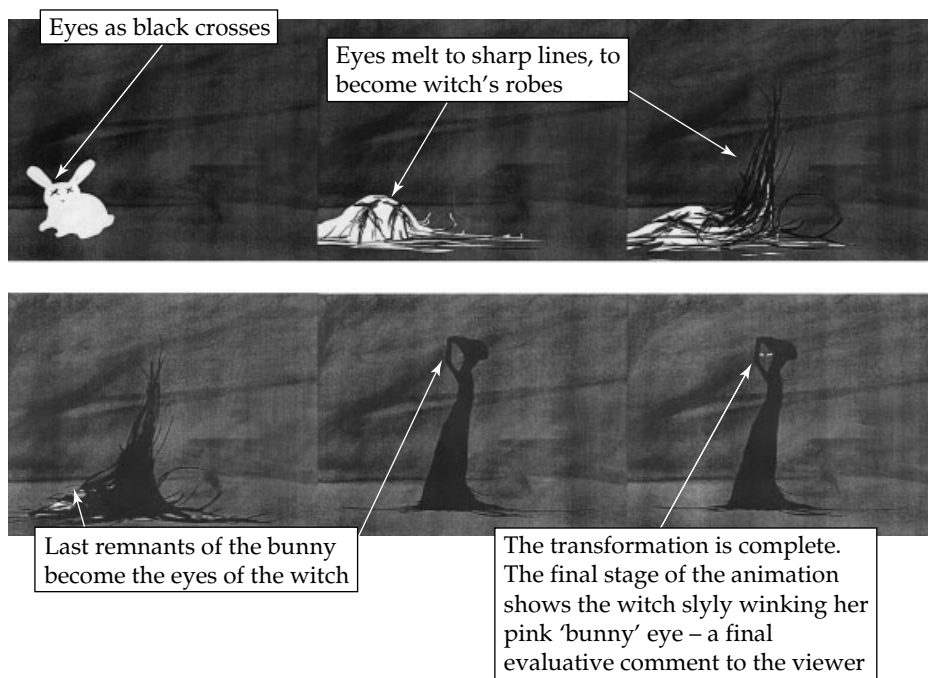 Eyes as black crosses
Eyes melt to sharp lines, to
become witch’s robes
Last remnants of the bunny
become the eyes of the witch
The transformation is complete.
The final stage of the animation
shows the witch slyly winking her
pink ‘bunny’ eye – a final
evaluative comment to the viewer